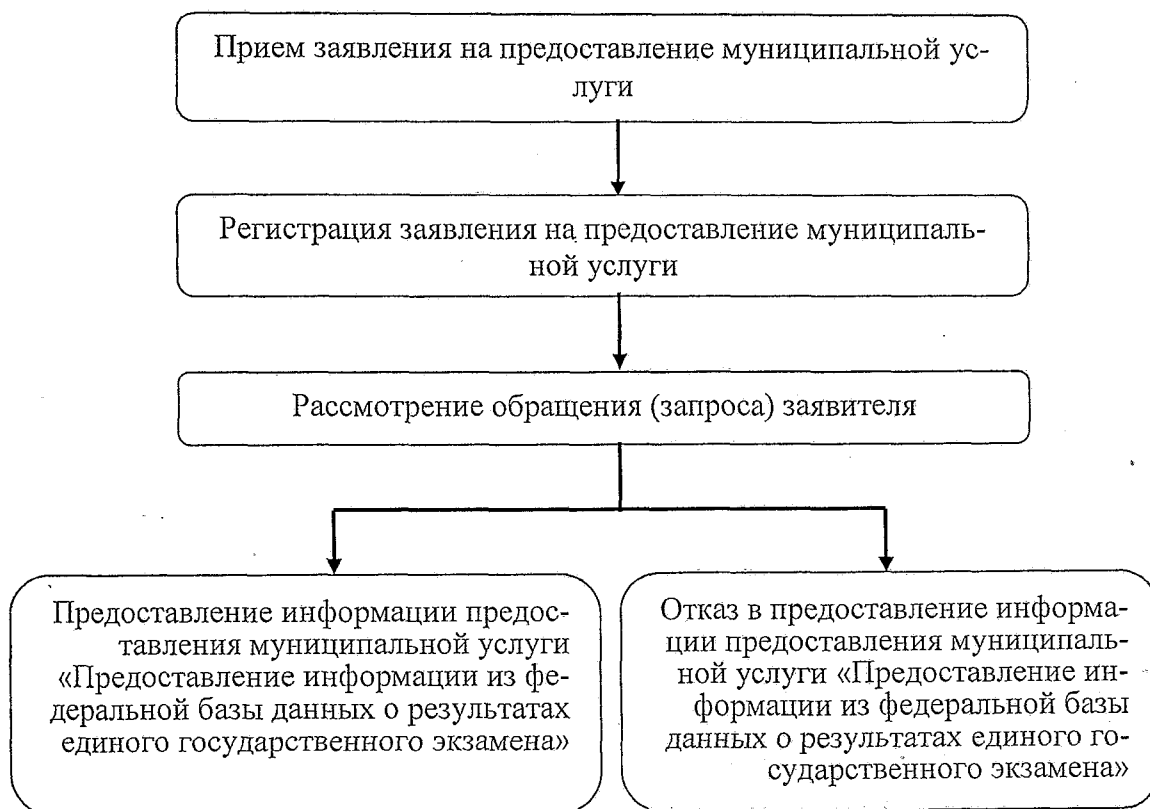 Прием заявления на предоставление муниципальной ус-
луги
Регистрация заявления на предоставление муниципаль-
ной услуги
Рассмотрение обращения (запроса) заявителя
Предоставление информации предос-
тавления муниципальной услуги
«Предоставление информации из фе-
деральной базы данных о результатах
единого государственного экзамена»
Отказ в предоставление информа-
ции предоставления муниципаль-
ной услуги «Предоставление ин-
формации из федеральной базы
данных о результатах единого го-
сударственного экзамена»